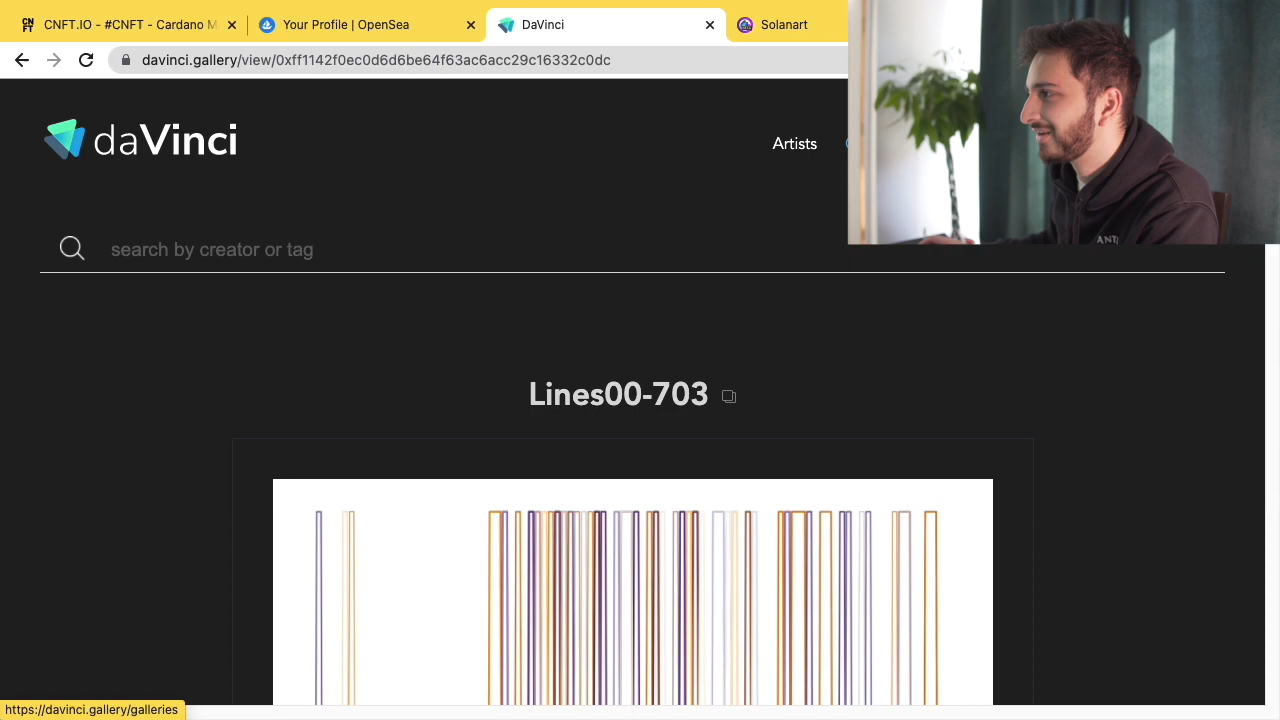 CNFT.IO - #CNFT - Cardano M
Your Profile | OpenSea
DaVinci
Solanart
davinci.gallery/view/0xff1142f0ec0d6d6be64f63ac6acc29c16332c0dc
daVinci
Artists
search by creator or tag
Lines00-703
https://davinci.gallery/galleries